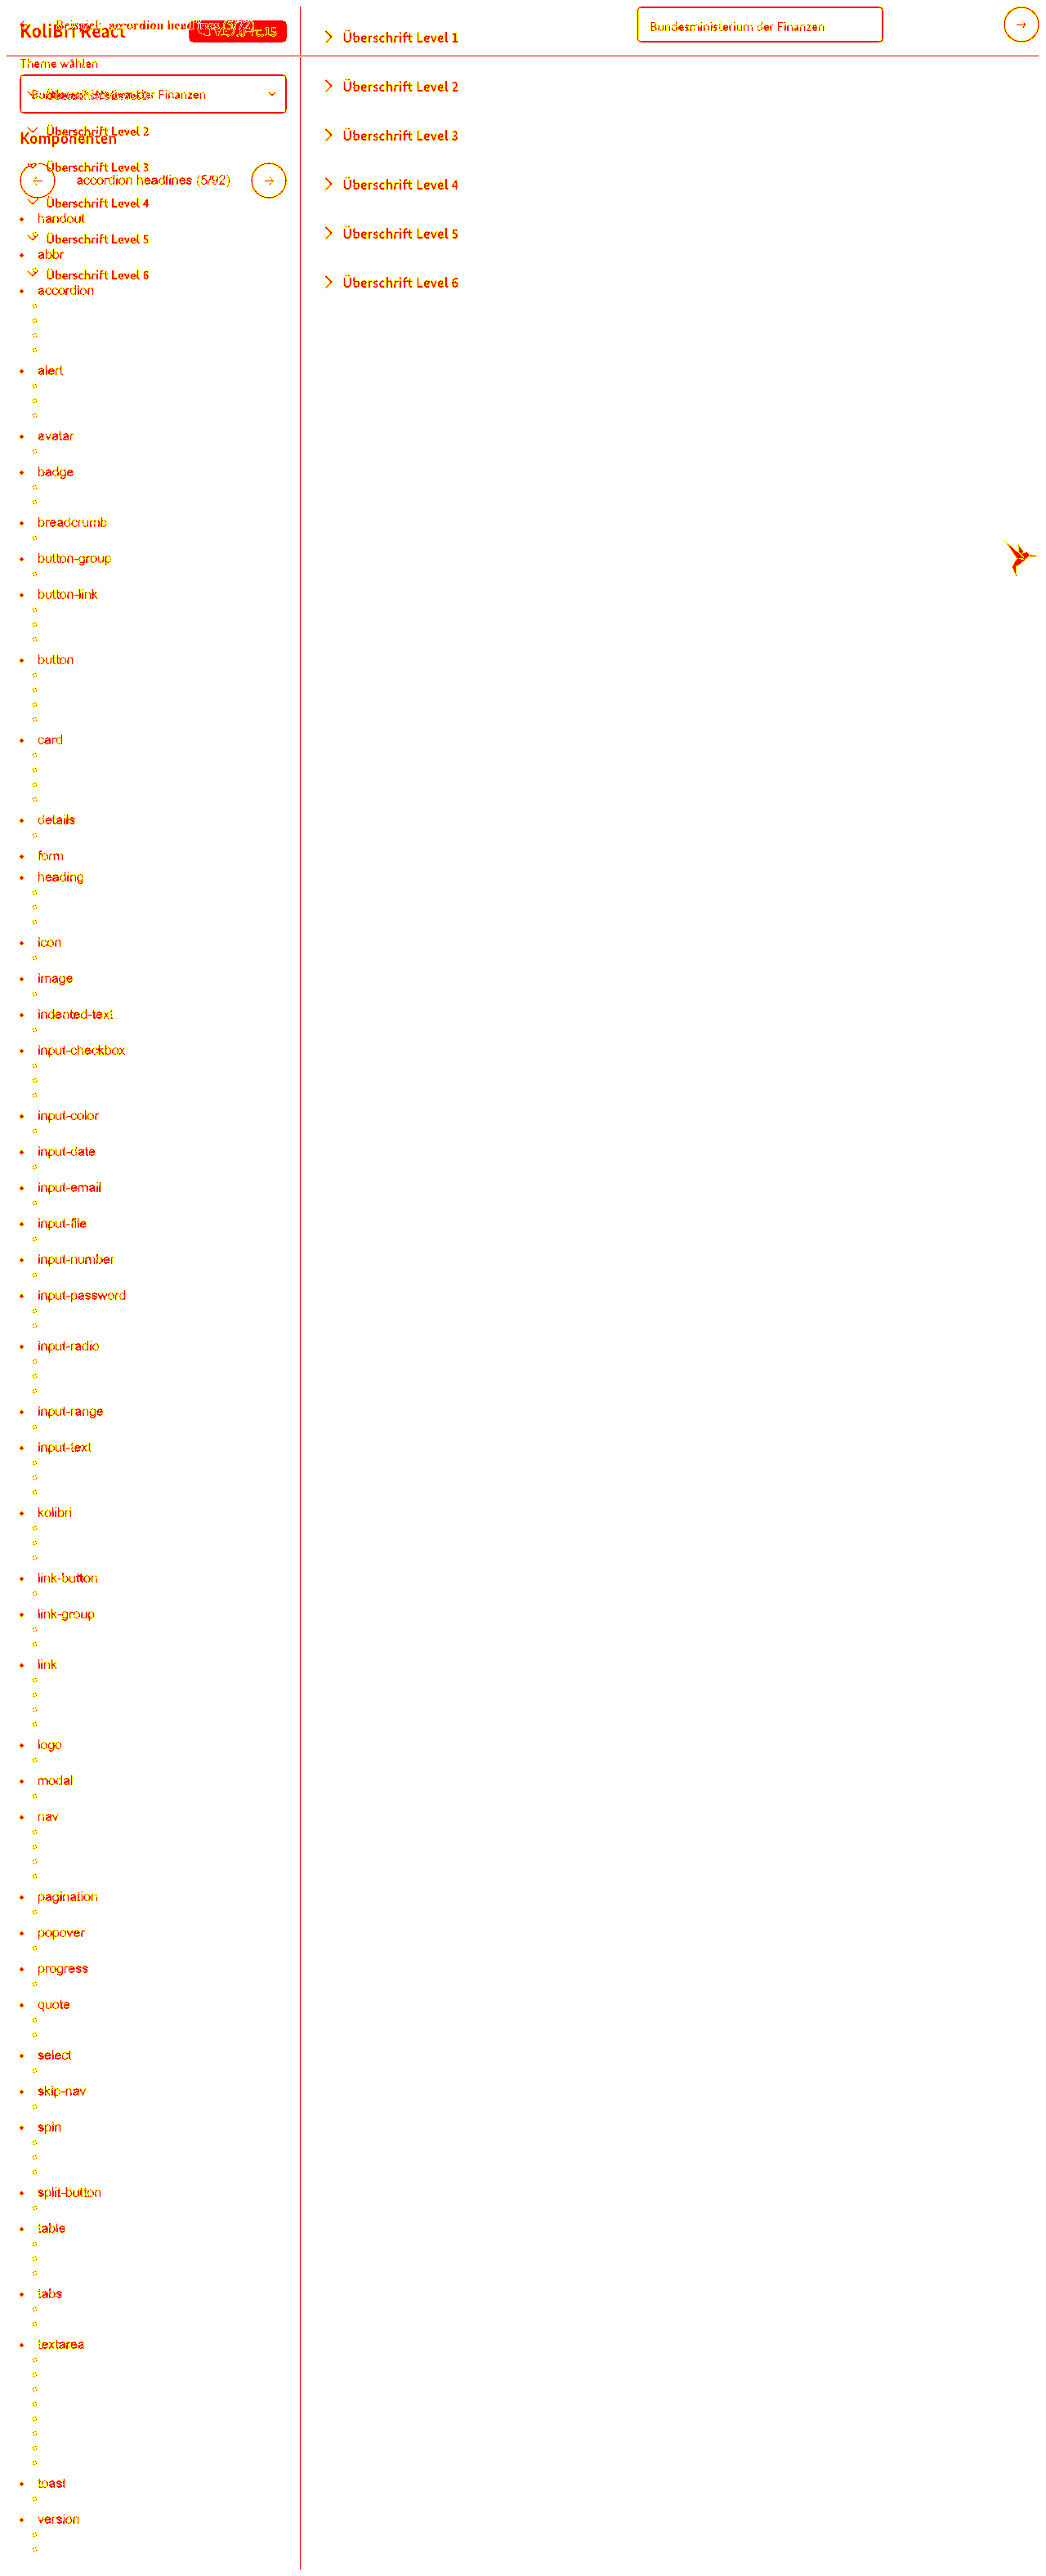 Beispiel: accordion headlines (5/72)
KoliBri React
Theme wählen
Bundesministerium der Finanzen
Überschrift Level 2
Komponenten
Überschrift Level 3
accordion headlines (5/92)
Überschrift Level 4
handout
Überschrift Level 5
abbr
Überschrift Level 6
accordion
alert
avatar
badge
breadcrumb
button-group
button-link
button
card
details
form
heading
icon
image
indented-text
input-checkbox
input-color
input-date
input-email
input-file
input-number
input-password
input-radio
input-range
input-text
kolibri
link-button
link-group
link
logo
modal
nav
pagination
popover
progress
quote
select
skip-nav
spin
split-button
table
tabs
textarea
toast
version
Überschrift Level 1
Überschrift Level 2
Überschrift Level 3
Überschrift Level 4
Überschrift Level 5
Überschrift Level 6
Bundesministerium der Finanzen